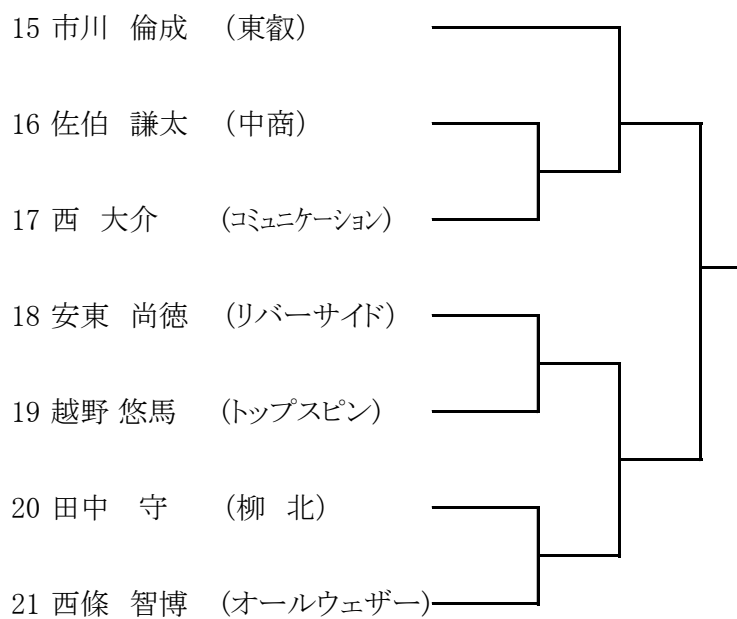 15 市川 倫成 (東叡)
16 佐伯 謙太 (中商)
17 西 大介 (コミュニケーション)
18 安東 尚徳 (リバーサイド)
19 越野 悠馬 (トップスピン)
20 田中 守 (柳 北)
21 西條 智博 (オールウェザー)